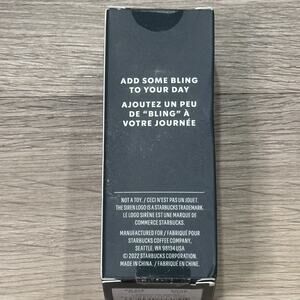 ADD SOME BLING
TO YOUR DAY
AJOUTEZ UN PEU
DE "BLING" À
VOTRE JOURNÉE
NOT A TOY. / CECI N'EST PAS UN JOUET.
THE SIREN LOGO IS A STARBUCKS TRADEMARK.
LE LOGO SIRÈNE EST UNE MARQUE DE
COMMERCE STARBUCKS.
MANUFACTURED FOR / FABRIQUÉ POUR
STARBUCKS COFFEE COMPANY,
SEATTLE, WA 98134 USA
© 2022 STARBUCKS CORPORATION.
MADE IN CHINA. / FABRIQUÉ EN CHINE.